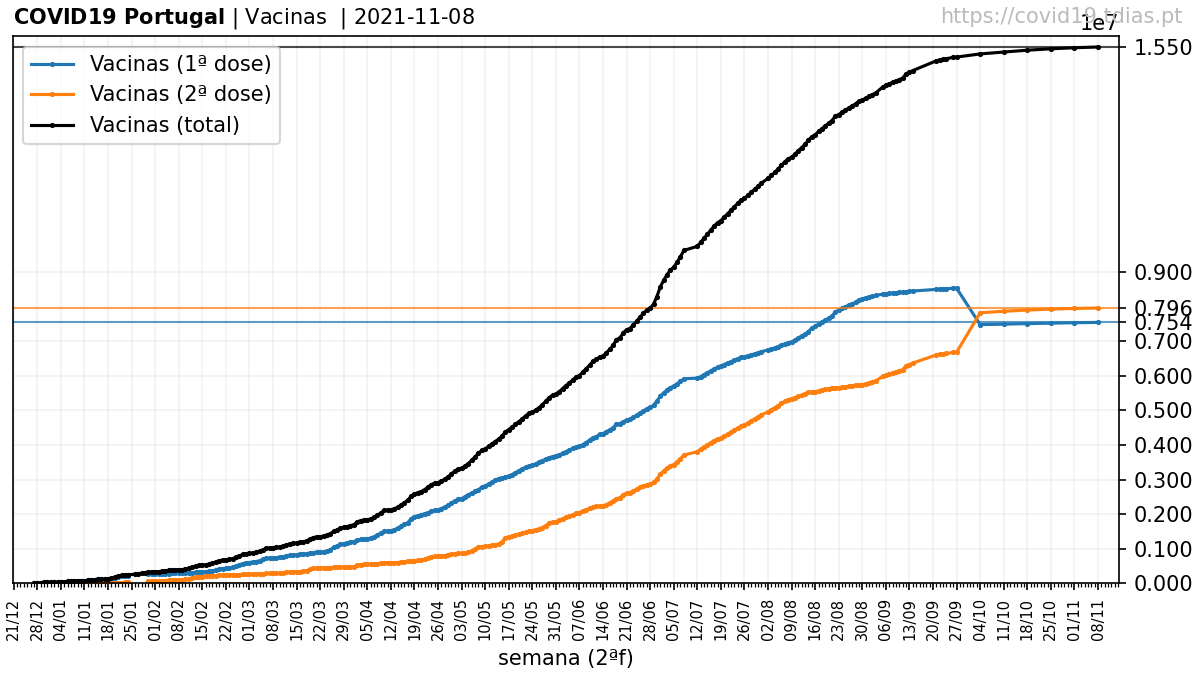 COVID19 Portugal | Vacinas | 2021-11-08
https://covid19.tdias.pt
1e7
Vacinas (1ª dose)
Vacinas (2ª dose)
Vacinas (total)
1.550
0.900
0.796
0.754
0.700
0.600
0.500
0.400
0.300
0.200
0.100
0.000
21/12 28/12 04/01 11/01 18/01 25/01 01/02 08/02 15/02 22/02 01/03 08/03 15/03 22/03 29/03 05/04 12/04 19/04 26/04 03/05 10/05 17/05 24/05 31/05 07/06 14/06 21/06 28/06 05/07 12/07 19/07 26/07 02/08 09/08 16/08 23/08 30/08 06/09 13/09 20/09 27/09 04/10 11/10 18/10 25/10 01/11 08/11
semana (2ªf)